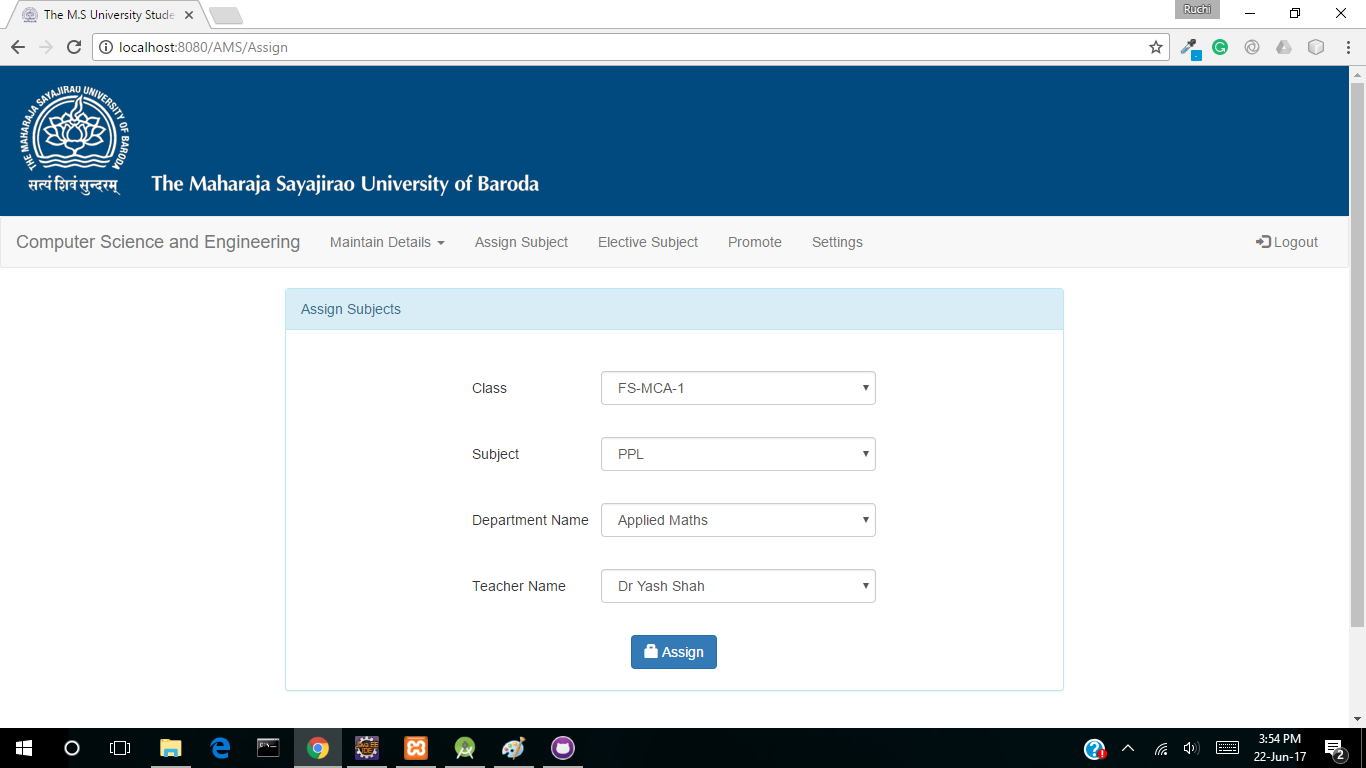 The M.S University Stude
Ruchi
localhost:8080/AMS/Assign
THE MAHARAJA SAYAJIRAO UNIVERSITY OF BARODA
सत्यं शिवं सुन्दरम्
The Maharaja Sayajirao University of Baroda
Computer Science and Engineering Maintain Details Assign Subject Elective Subject Promote Settings Logout
Assign Subjects
Class FS-MCA-1
Subject PPL
Department Name Applied Maths
Teacher Name Dr Yash Shah
Assign
3:54 PM
22-Jun-17
2